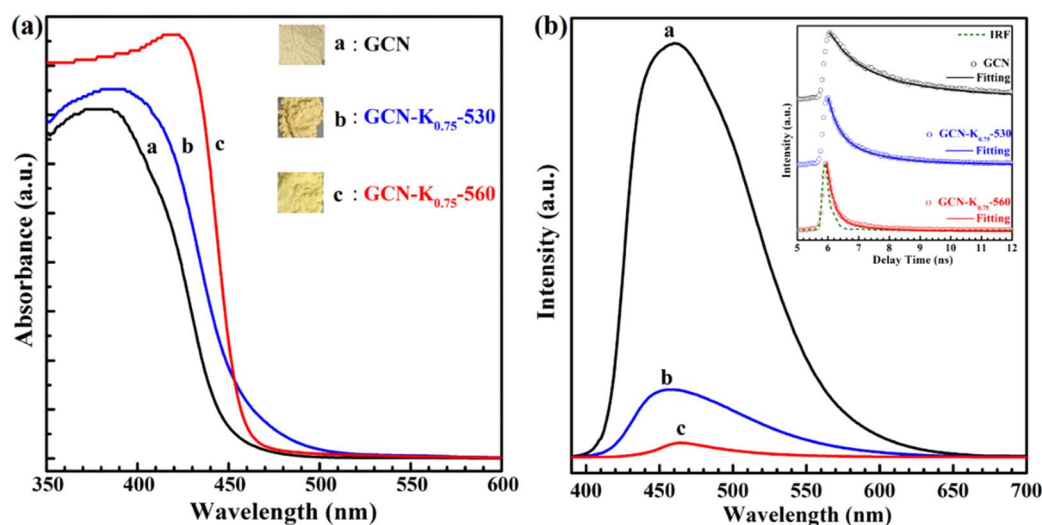 (a)
a : GCN
b : GCN-K0.75-530
c : GCN-K0.75-560
a
b
c
Absorbance (a.u.)
350 400 450 500 550 600
Wavelength (nm)
(b)
a
b
c
Intensity (a.u.)
400 450 500 550 600 650 700
Wavelength (nm)
IRF
GCN
Fitting
GCN-K0.75-530
Fitting
GCN-K0.75-560
Fitting
Intensity (a.u.)
5 6 7 8 9 10 11 12
Delay Time (ns)